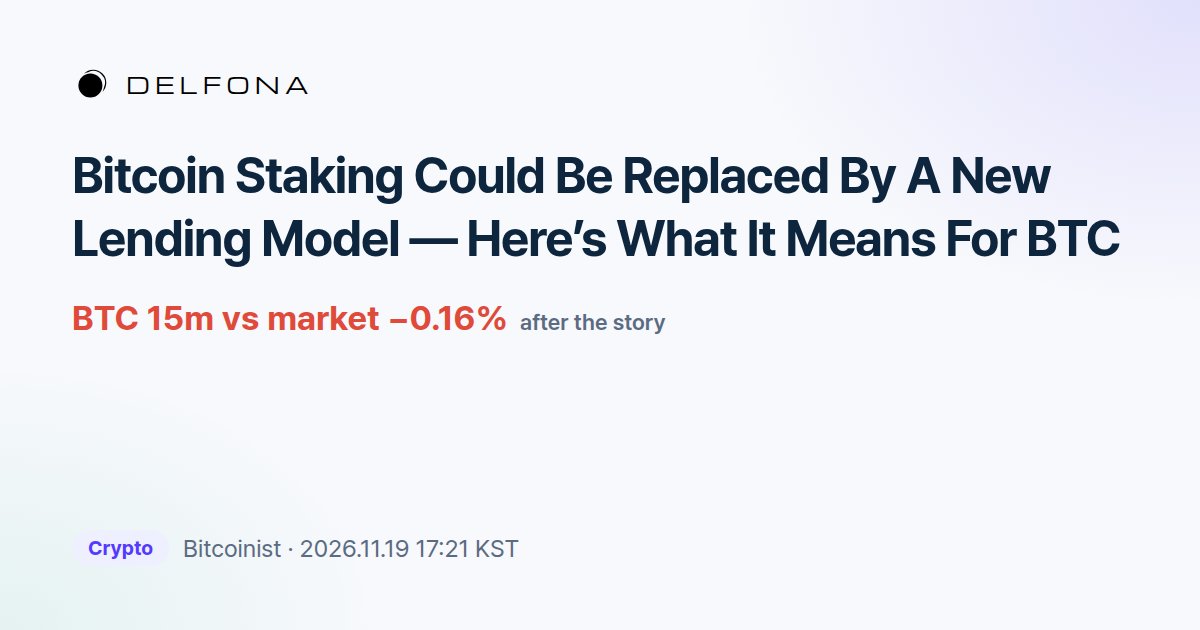 DELFONA
Bitcoin Staking Could Be Replaced By A New
Lending Model — Here’s What It Means For BTC
BTC 15m vs market −0.16% after the story
Crypto Bitcoinist · 2026.11.19 17:21 KST